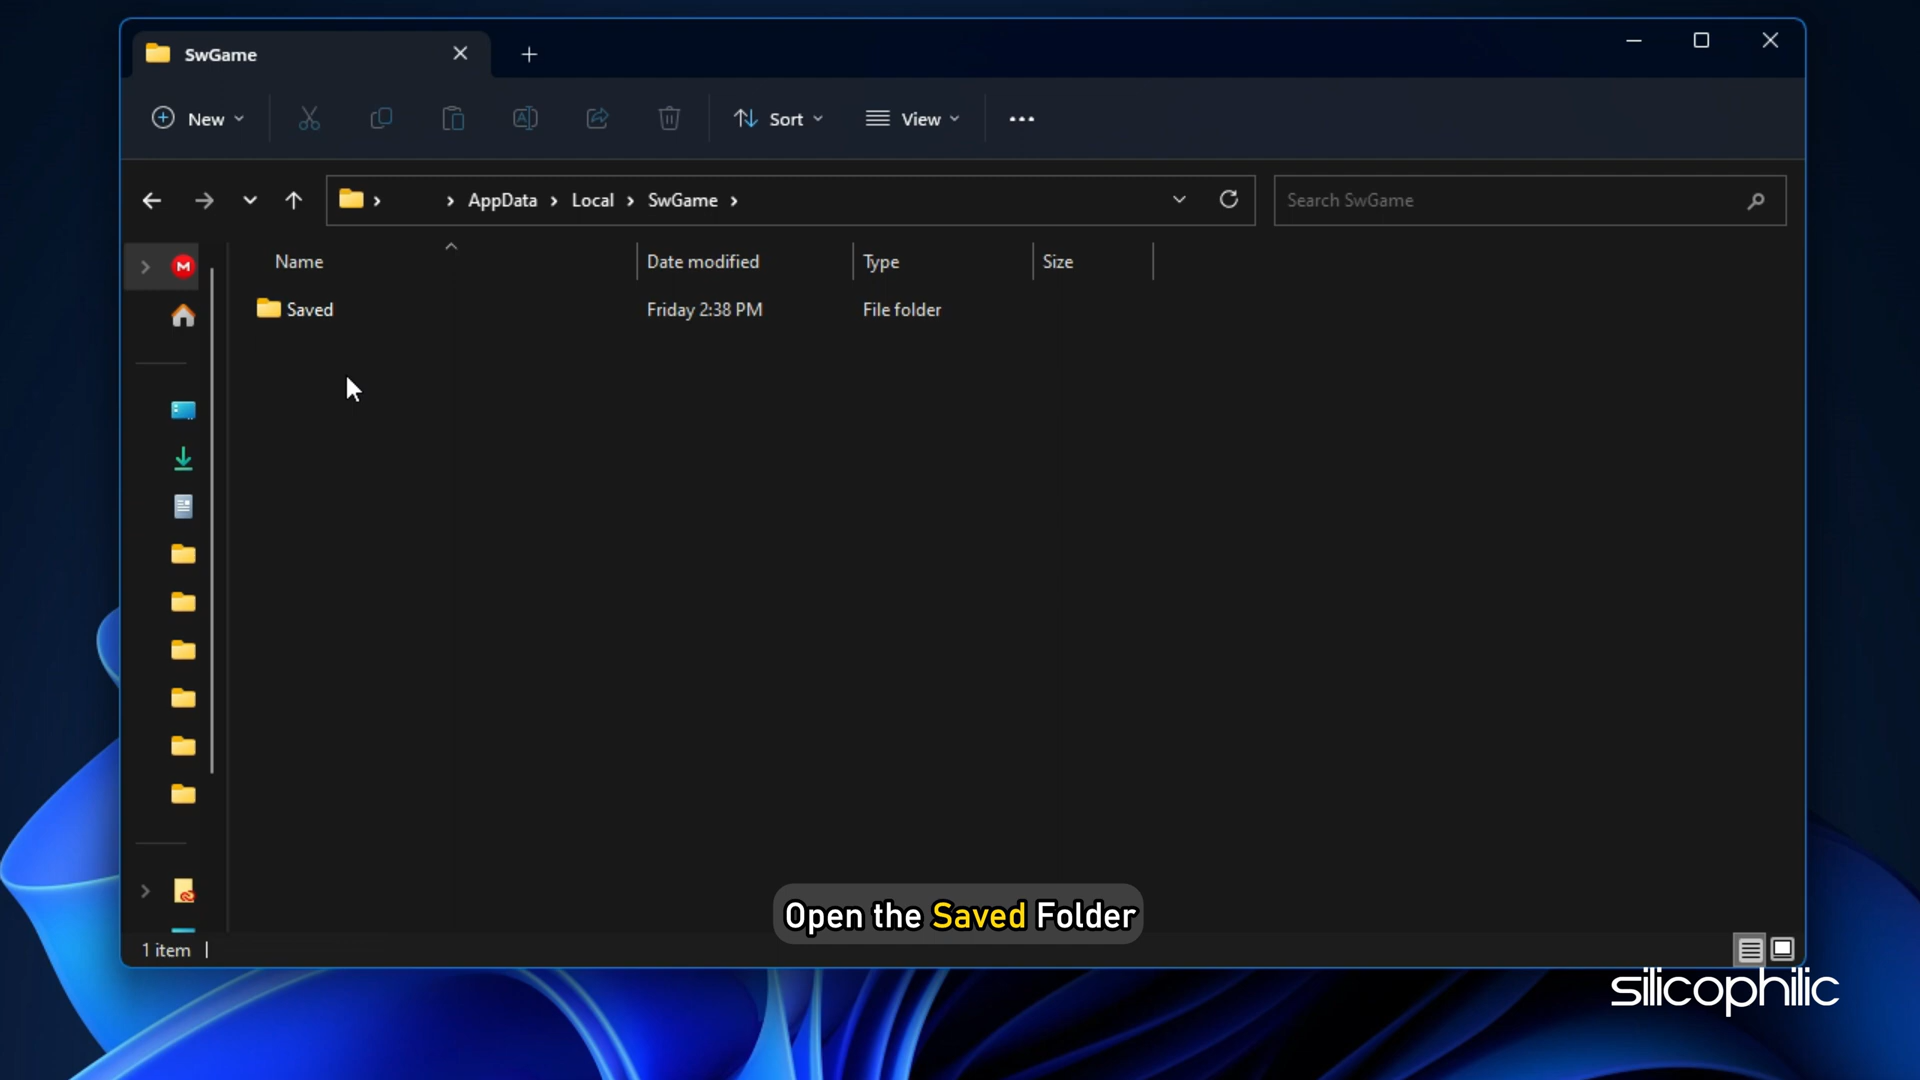 SwGame
New
Sort
View
AppData > Local > SwGame >
Search SwGame
Name Date modified Type Size
Saved Friday 2:38 PM File folder
Open the Saved Folder
1 item
silicophilic